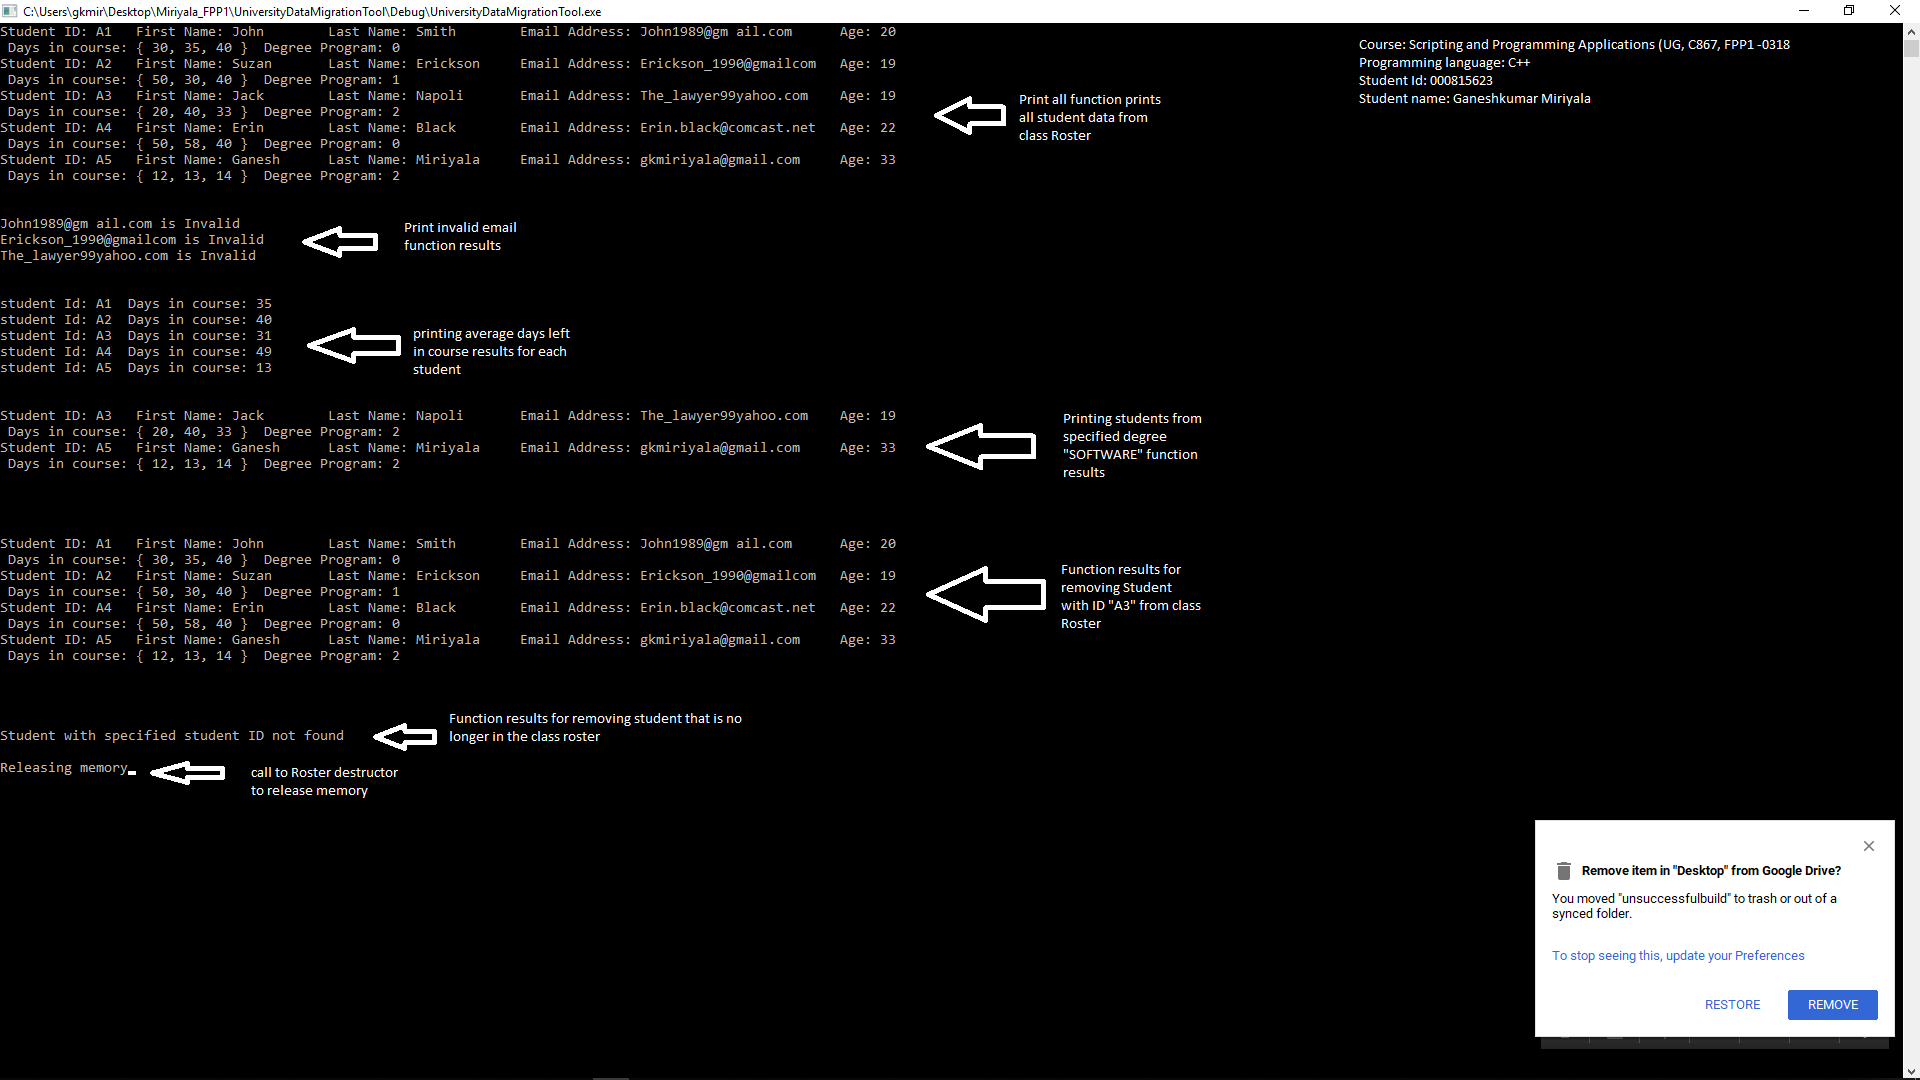 C:\Users\gkmir\Desktop\Miriyala_FPP1\UniversityDataMigrationTool\Debug\UniversityDataMigrationTool.exe
Student ID: A1 First Name: John Last Name: Smith Email Address: John1989@gm ail.com Age: 20
Days in course: { 30, 35, 40 } Degree Program: 0
Student ID: A2 First Name: Suzan Last Name: Erickson Email Address: Erickson_1990@gmailcom Age: 19
Days in course: { 50, 30, 40 } Degree Program: 1
Student ID: A3 First Name: Jack Last Name: Napoli Email Address: The_lawyer99yahoo.com Age: 19
Days in course: { 20, 40, 33 } Degree Program: 2
Student ID: A4 First Name: Erin Last Name: Black Email Address: Erin.black@comcast.net Age: 22
Days in course: { 50, 58, 40 } Degree Program: 0
Student ID: A5 First Name: Ganesh Last Name: Miriyala Email Address: gkmiriyala@gmail.com Age: 33
Days in course: { 12, 13, 14 } Degree Program: 2
Print all function prints
all student data from
class Roster
Course: Scripting and Programming Applications (UG, C867, FPP1 -0318
Programming language: C++
Student Id: 000815623
Student name: Ganeshkumar Miriyala
John1989@gm ail.com is Invalid
Erickson_1990@gmailcom is Invalid
The_lawyer99yahoo.com is Invalid
Print invalid email
function results
student Id: A1 Days in course: 35
student Id: A2 Days in course: 40
student Id: A3 Days in course: 31
student Id: A4 Days in course: 49
student Id: A5 Days in course: 13
printing average days left
in course results for each
student
Student ID: A3 First Name: Jack Last Name: Napoli Email Address: The_lawyer99yahoo.com Age: 19
Days in course: { 20, 40, 33 } Degree Program: 2
Student ID: A5 First Name: Ganesh Last Name: Miriyala Email Address: gkmiriyala@gmail.com Age: 33
Days in course: { 12, 13, 14 } Degree Program: 2
Printing students from
specified degree
"SOFTWARE" function
results
Student ID: A1 First Name: John Last Name: Smith Email Address: John1989@gm ail.com Age: 20
Days in course: { 30, 35, 40 } Degree Program: 0
Student ID: A2 First Name: Suzan Last Name: Erickson Email Address: Erickson_1990@gmailcom Age: 19
Days in course: { 50, 30, 40 } Degree Program: 1
Student ID: A4 First Name: Erin Last Name: Black Email Address: Erin.black@comcast.net Age: 22
Days in course: { 50, 58, 40 } Degree Program: 0
Student ID: A5 First Name: Ganesh Last Name: Miriyala Email Address: gkmiriyala@gmail.com Age: 33
Days in course: { 12, 13, 14 } Degree Program: 2
Function results for
removing Student
with ID "A3" from class
Roster
Student with specified student ID not found
Function results for removing student that is no
longer in the class roster
Releasing memory
call to Roster destructor
to release memory
Remove item in "Desktop" from Google Drive?
You moved "unsuccessfulbuild" to trash or out of a
synced folder.
To stop seeing this, update your Preferences
RESTORE REMOVE